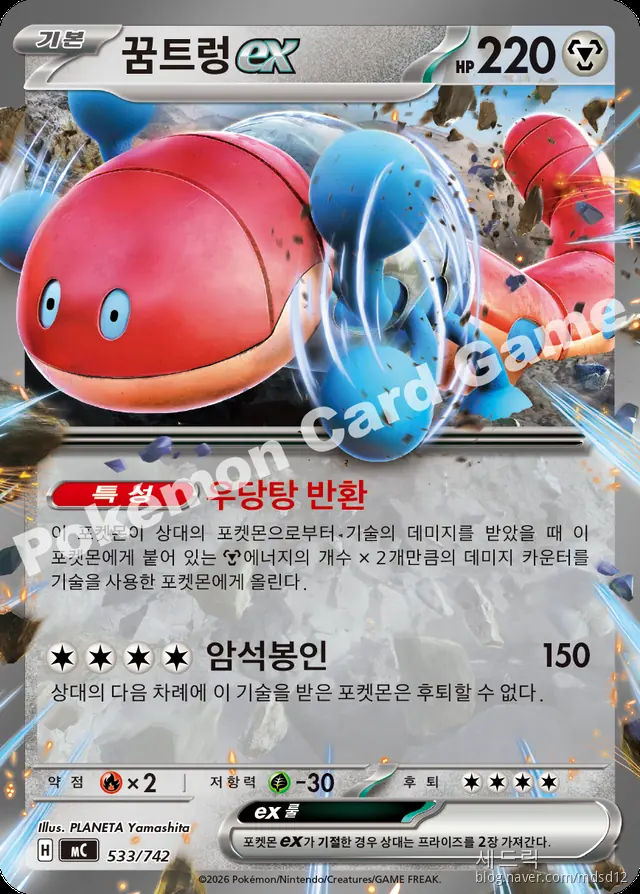 기본 꿈트렁 ex HP 220
Pokémon Card Game
특성 우당탕 반환
이 포켓몬이 상대의 포켓몬으로부터 기술의 데미지를 받았을 때 이
포켓몬에게 붙어 있는 에너지의 개수 × 2개만큼의 데미지 카운터를
기술을 사용한 포켓몬에게 올린다.
암석봉인 150
상대의 다음 차례에 이 기술을 받은 포켓몬은 후퇴할 수 없다.
약점 ×2 저항력 -30 후퇴
ex 룰
포켓몬 ex가 기절한 경우 상대는 프라이즈를 2장 가져간다.
Illus. PLANETA Yamashita
H MC 533/742
©2026 Pokémon/Nintendo/Creatures/GAME FREAK.
세드릭
blog.naver.com/mdsd12